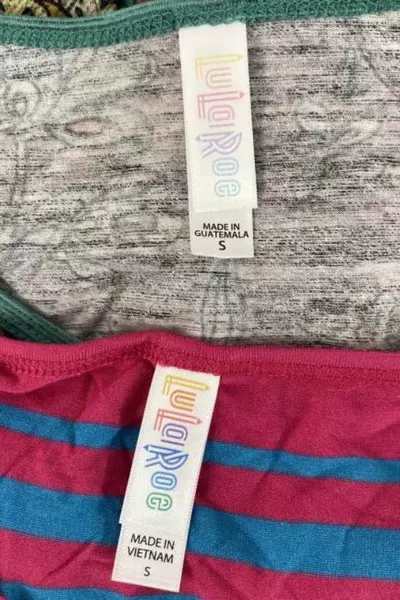 LuLaRoe
MADE IN
GUATEMALA
S
LuLaRoe
MADE IN
VIETNAM
S